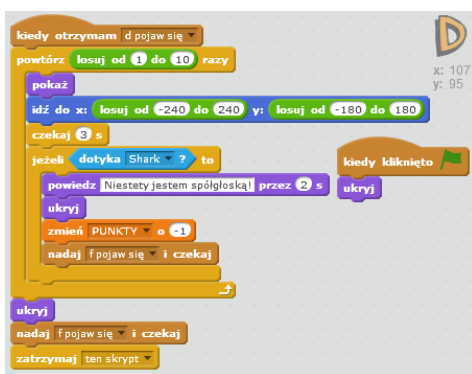 kiedy otrzymam d pojaw się
powtórz losuj od 1 do 10 razy
pokaż
idź do x: losuj od -240 do 240 y: losuj od -180 do 180
czekaj 3 s
jeżeli dotyka Shark ? to
powiedz Niestety jestem spółgłoską! przez 2 s
ukryj
zmień PUNKTY o -1
nadaj f pojaw się i czekaj
ukryj
nadaj f pojaw się i czekaj
zatrzymaj ten skrypt
D
x: 107
y: 95
kiedy kliknięto
ukryj